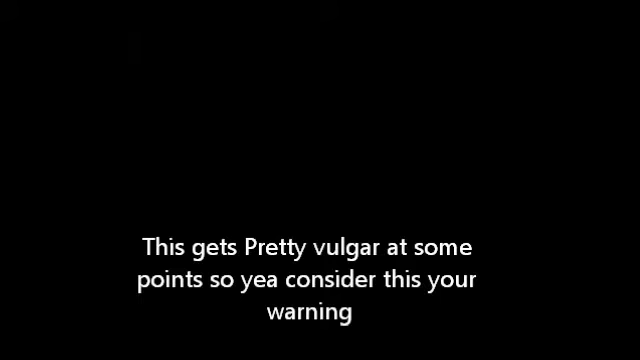 This gets Pretty vulgar at some
points so yea consider this your
warning